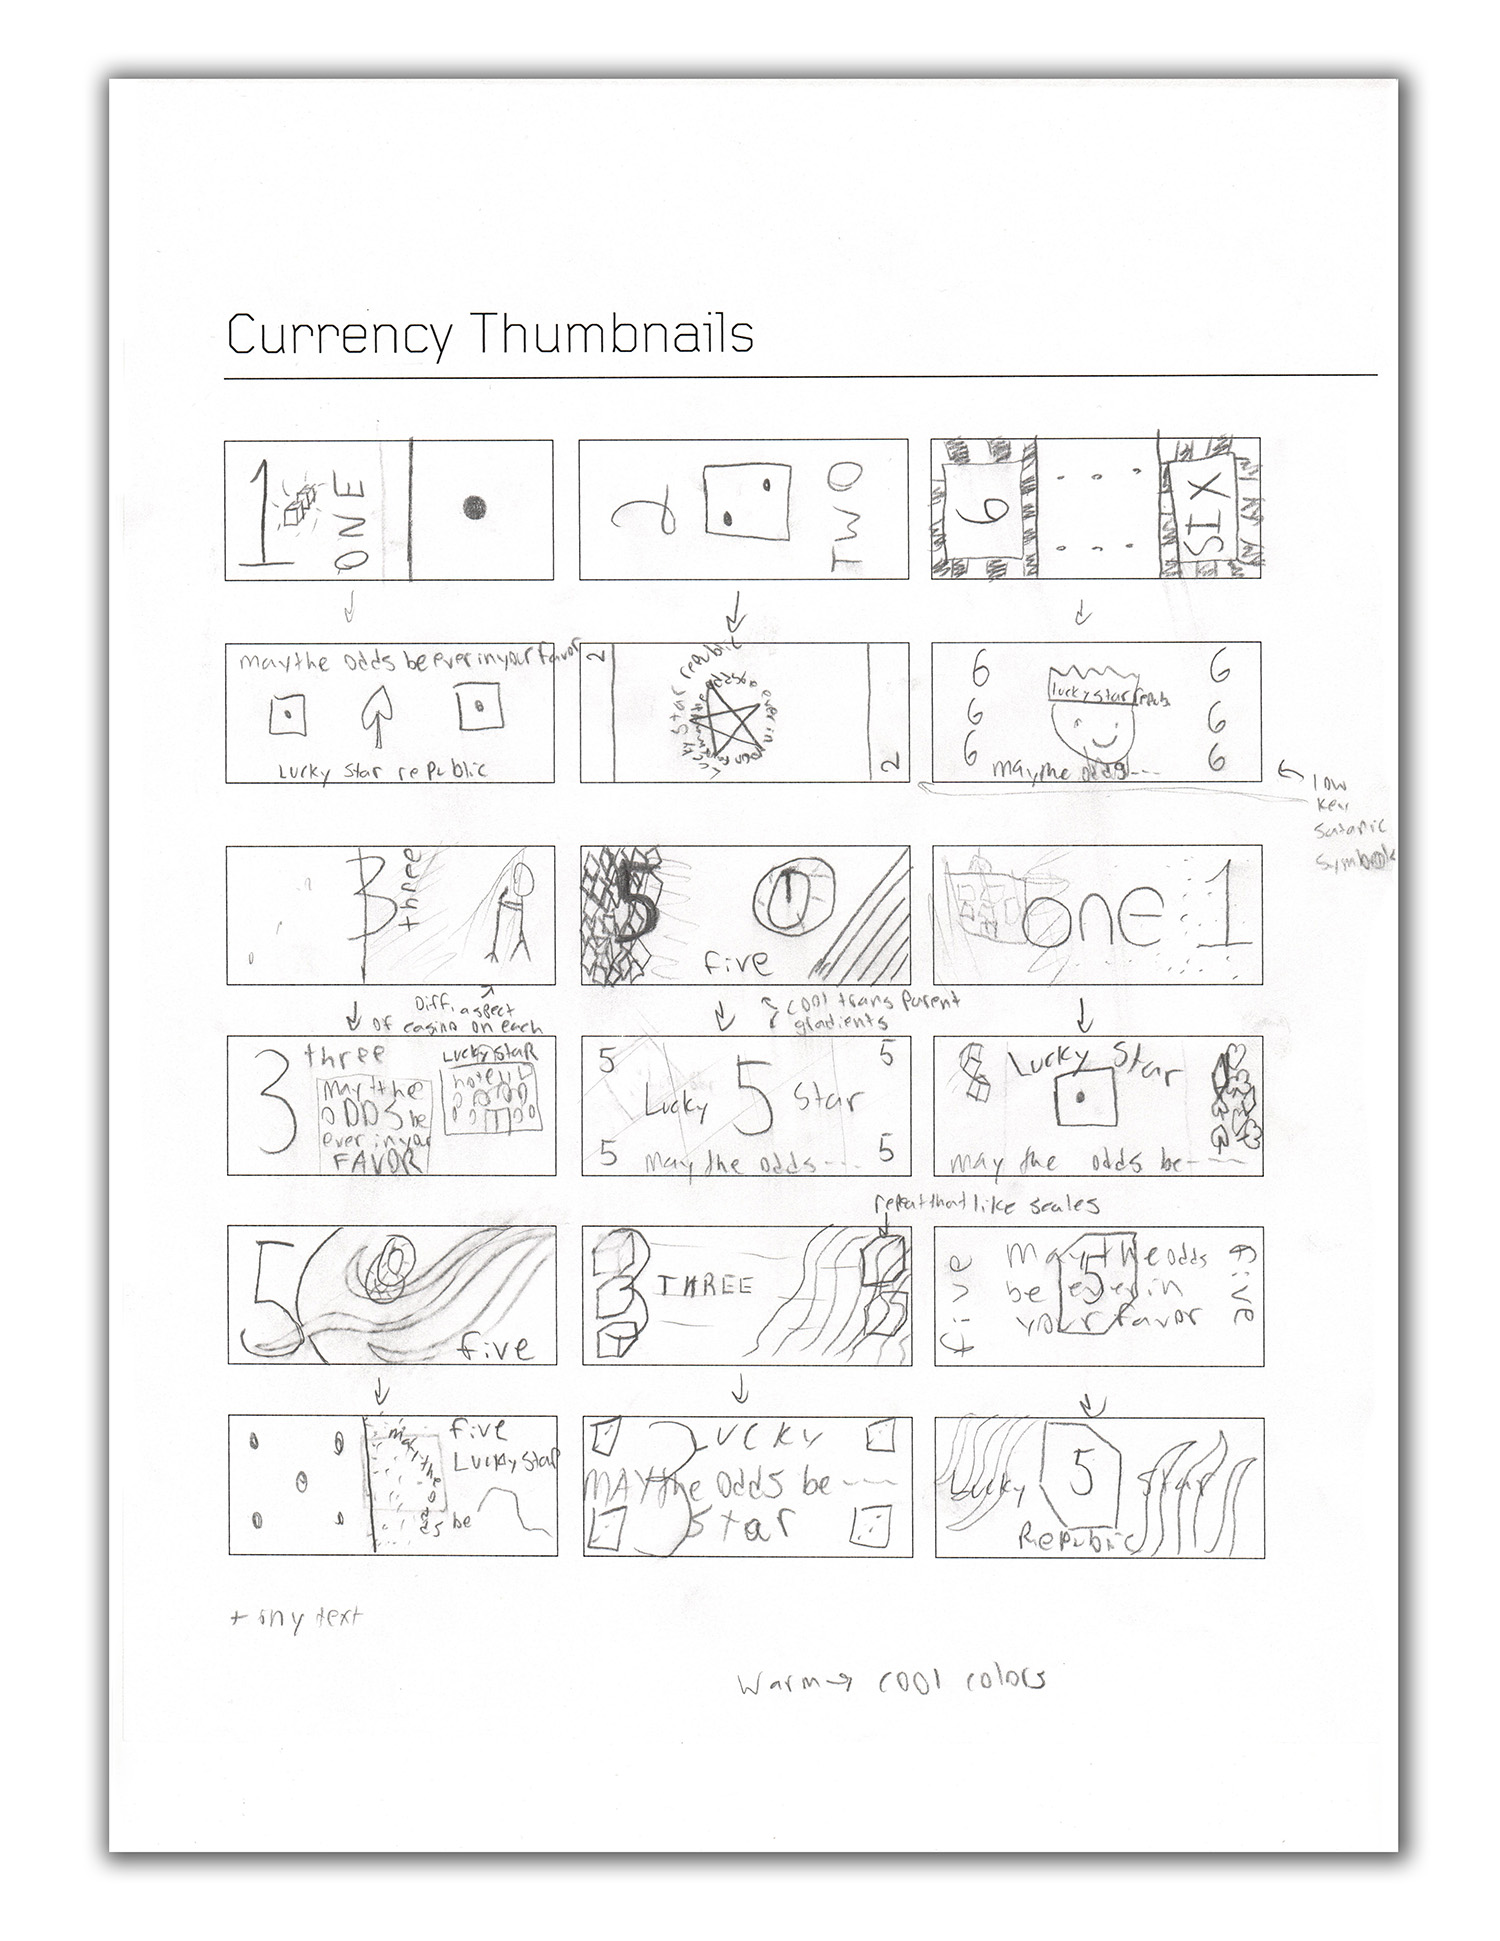 Currency Thumbnails
1 ONE
2 TWO
6 SIX
may the odds be ever in your favor
Lucky Star republic
2
Lucky Star republic
may the odds be ever in your
2
6 6
lucky star repub
6 6
6 6
may the odds ---
low
key
satanic
symbols
3 three
5
five
one 1
Diff. aspect
of casino on each
cool transparent
gradients
3 three
May the
ODDS be
ever in your
FAVOR
Lucky Star
hotel
5 5
Lucky 5 Star
5 may the odds --- 5
Lucky Star
may the odds be ---
repeat that like scales
5
five
3
THREE
five
May the odds
be ever in
your favor
5
five
may the odds be
five
Lucky Star
3
Lucky
MAY the odds be ---
star
5
Lucky Star
Republic
+ iny text
Warm → cool colors